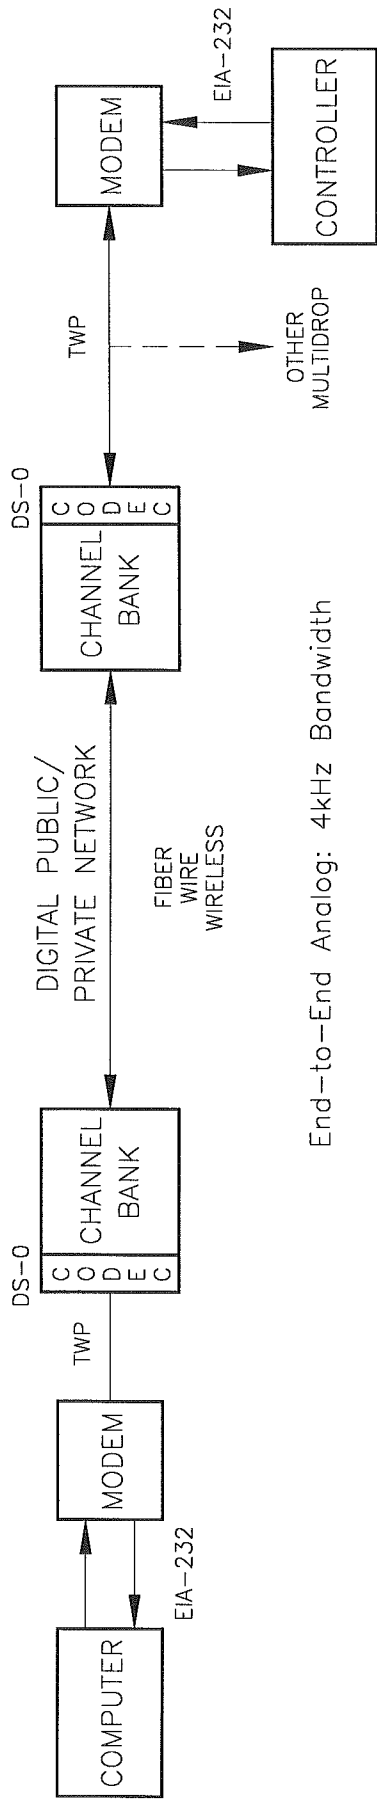 COMPUTER
EIA-232
MODEM
TWP
DS-0
CODEC
CHANNEL
BANK
DIGITAL PUBLIC/
PRIVATE NETWORK
FIBER
WIRE
WIRELESS
DS-0
CHANNEL
BANK
CODEC
TWP
OTHER
MULTIDROP
MODEM
EIA-232
CONTROLLER
End-to-End Analog: 4kHz Bandwidth